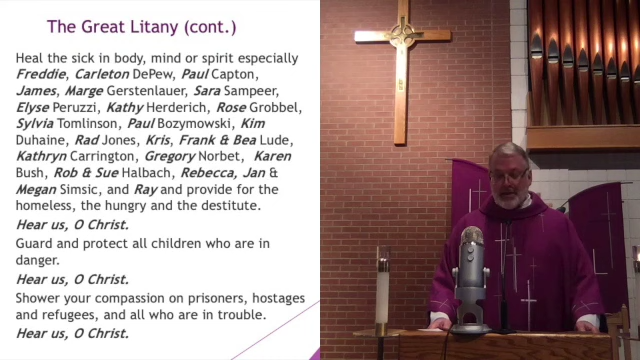 The Great Litany (cont.)
Heal the sick in body, mind or spirit especially
Freddie, Carleton DePew, Paul Capton,
James, Marge Gerstenlauer, Sara Sampeer,
Elyse Peruzzi, Kathy Herderich, Rose Grobbel,
Sylvia Tomlinson, Paul Bozymowski, Kim
Duhaine, Rad Jones, Kris, Frank & Bea Lude,
Kathryn Carrington, Gregory Norbet, Karen
Bush, Rob & Sue Halbach, Rebecca, Jan &
Megan Simsic, and Ray and provide for the
homeless, the hungry and the destitute.
Hear us, O Christ.
Guard and protect all children who are in
danger.
Hear us, O Christ.
Shower your compassion on prisoners, hostages
and refugees, and all who are in trouble.
Hear us, O Christ.